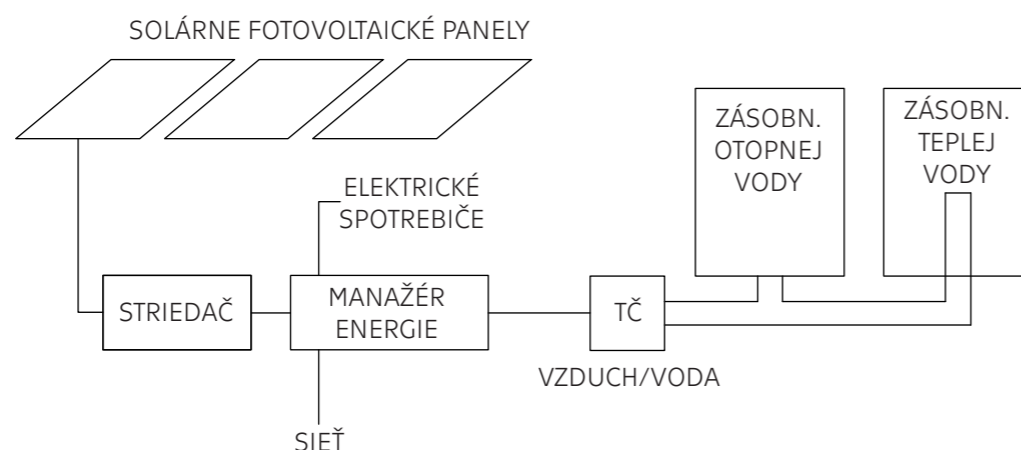 SOLÁRNE FOTOVOLTAICKÉ PANELY
ZÁSOBN.
OTOPNEJ
VODY
ZÁSOBN.
TEPLEJ
VODY
ELEKTRICKÉ
SPOTREBIČE
STRIEDAČ
MANAŽÉR
ENERGIE
TČ
VZDUCH/VODA
SIEŤ